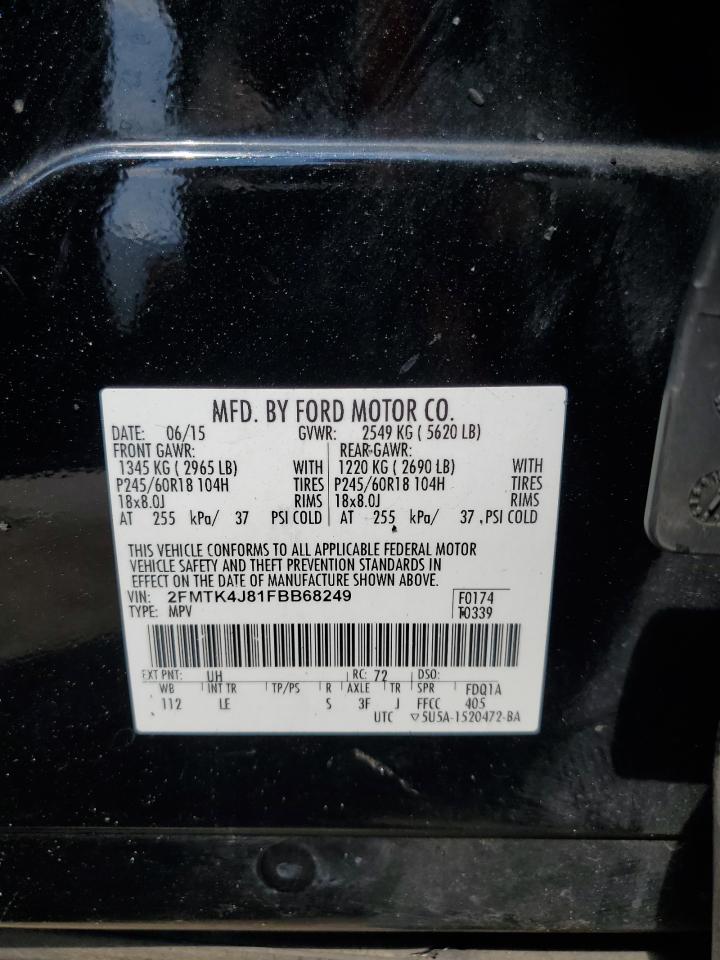 MFD. BY FORD MOTOR CO.
DATE: 06/15 GVWR: 2549 KG ( 5620 LB)
FRONT GAWR: REAR GAWR:
1345 KG ( 2965 LB) WITH 1220 KG ( 2690 LB) WITH
P245/60R18 104H TIRES P245/60R18 104H TIRES
18x8.0J RIMS 18x8.0J RIMS
AT 255 kPa/ 37 PSI COLD AT 255 kPa/ 37 PSI COLD
THIS VEHICLE CONFORMS TO ALL APPLICABLE FEDERAL MOTOR
VEHICLE SAFETY AND THEFT PREVENTION STANDARDS IN
EFFECT ON THE DATE OF MANUFACTURE SHOWN ABOVE.
VIN: 2FMTK4J81FBB68249 F0174
TYPE: MPV T0339
EXT PNT: UH RC: 72 DSO:
WB INT TR TP/PS R AXLE TR SPR FDQ1A
112 LE S 3F J FFCC 405
UTC ▽5U5A-1520472-BA